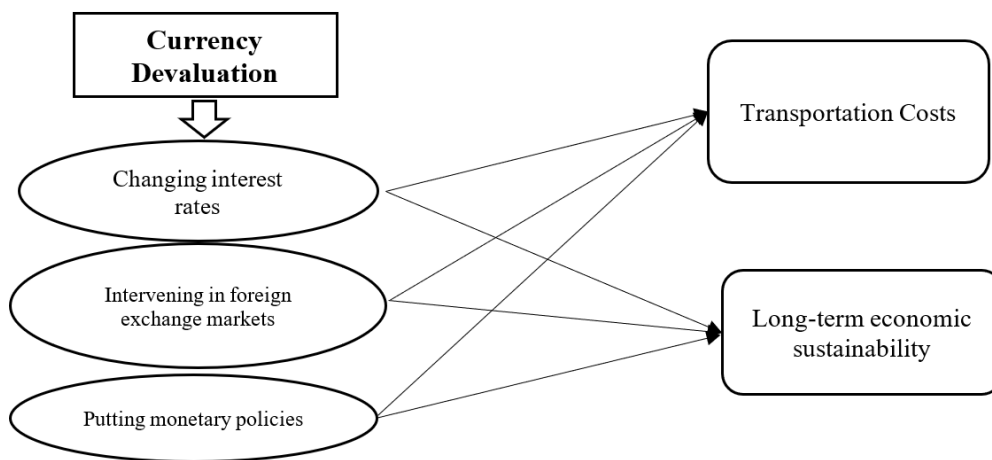 Currency
Devaluation
Changing interest
rates
Intervening in foreign
exchange markets
Putting monetary policies
Transportation Costs
Long-term economic
sustainability